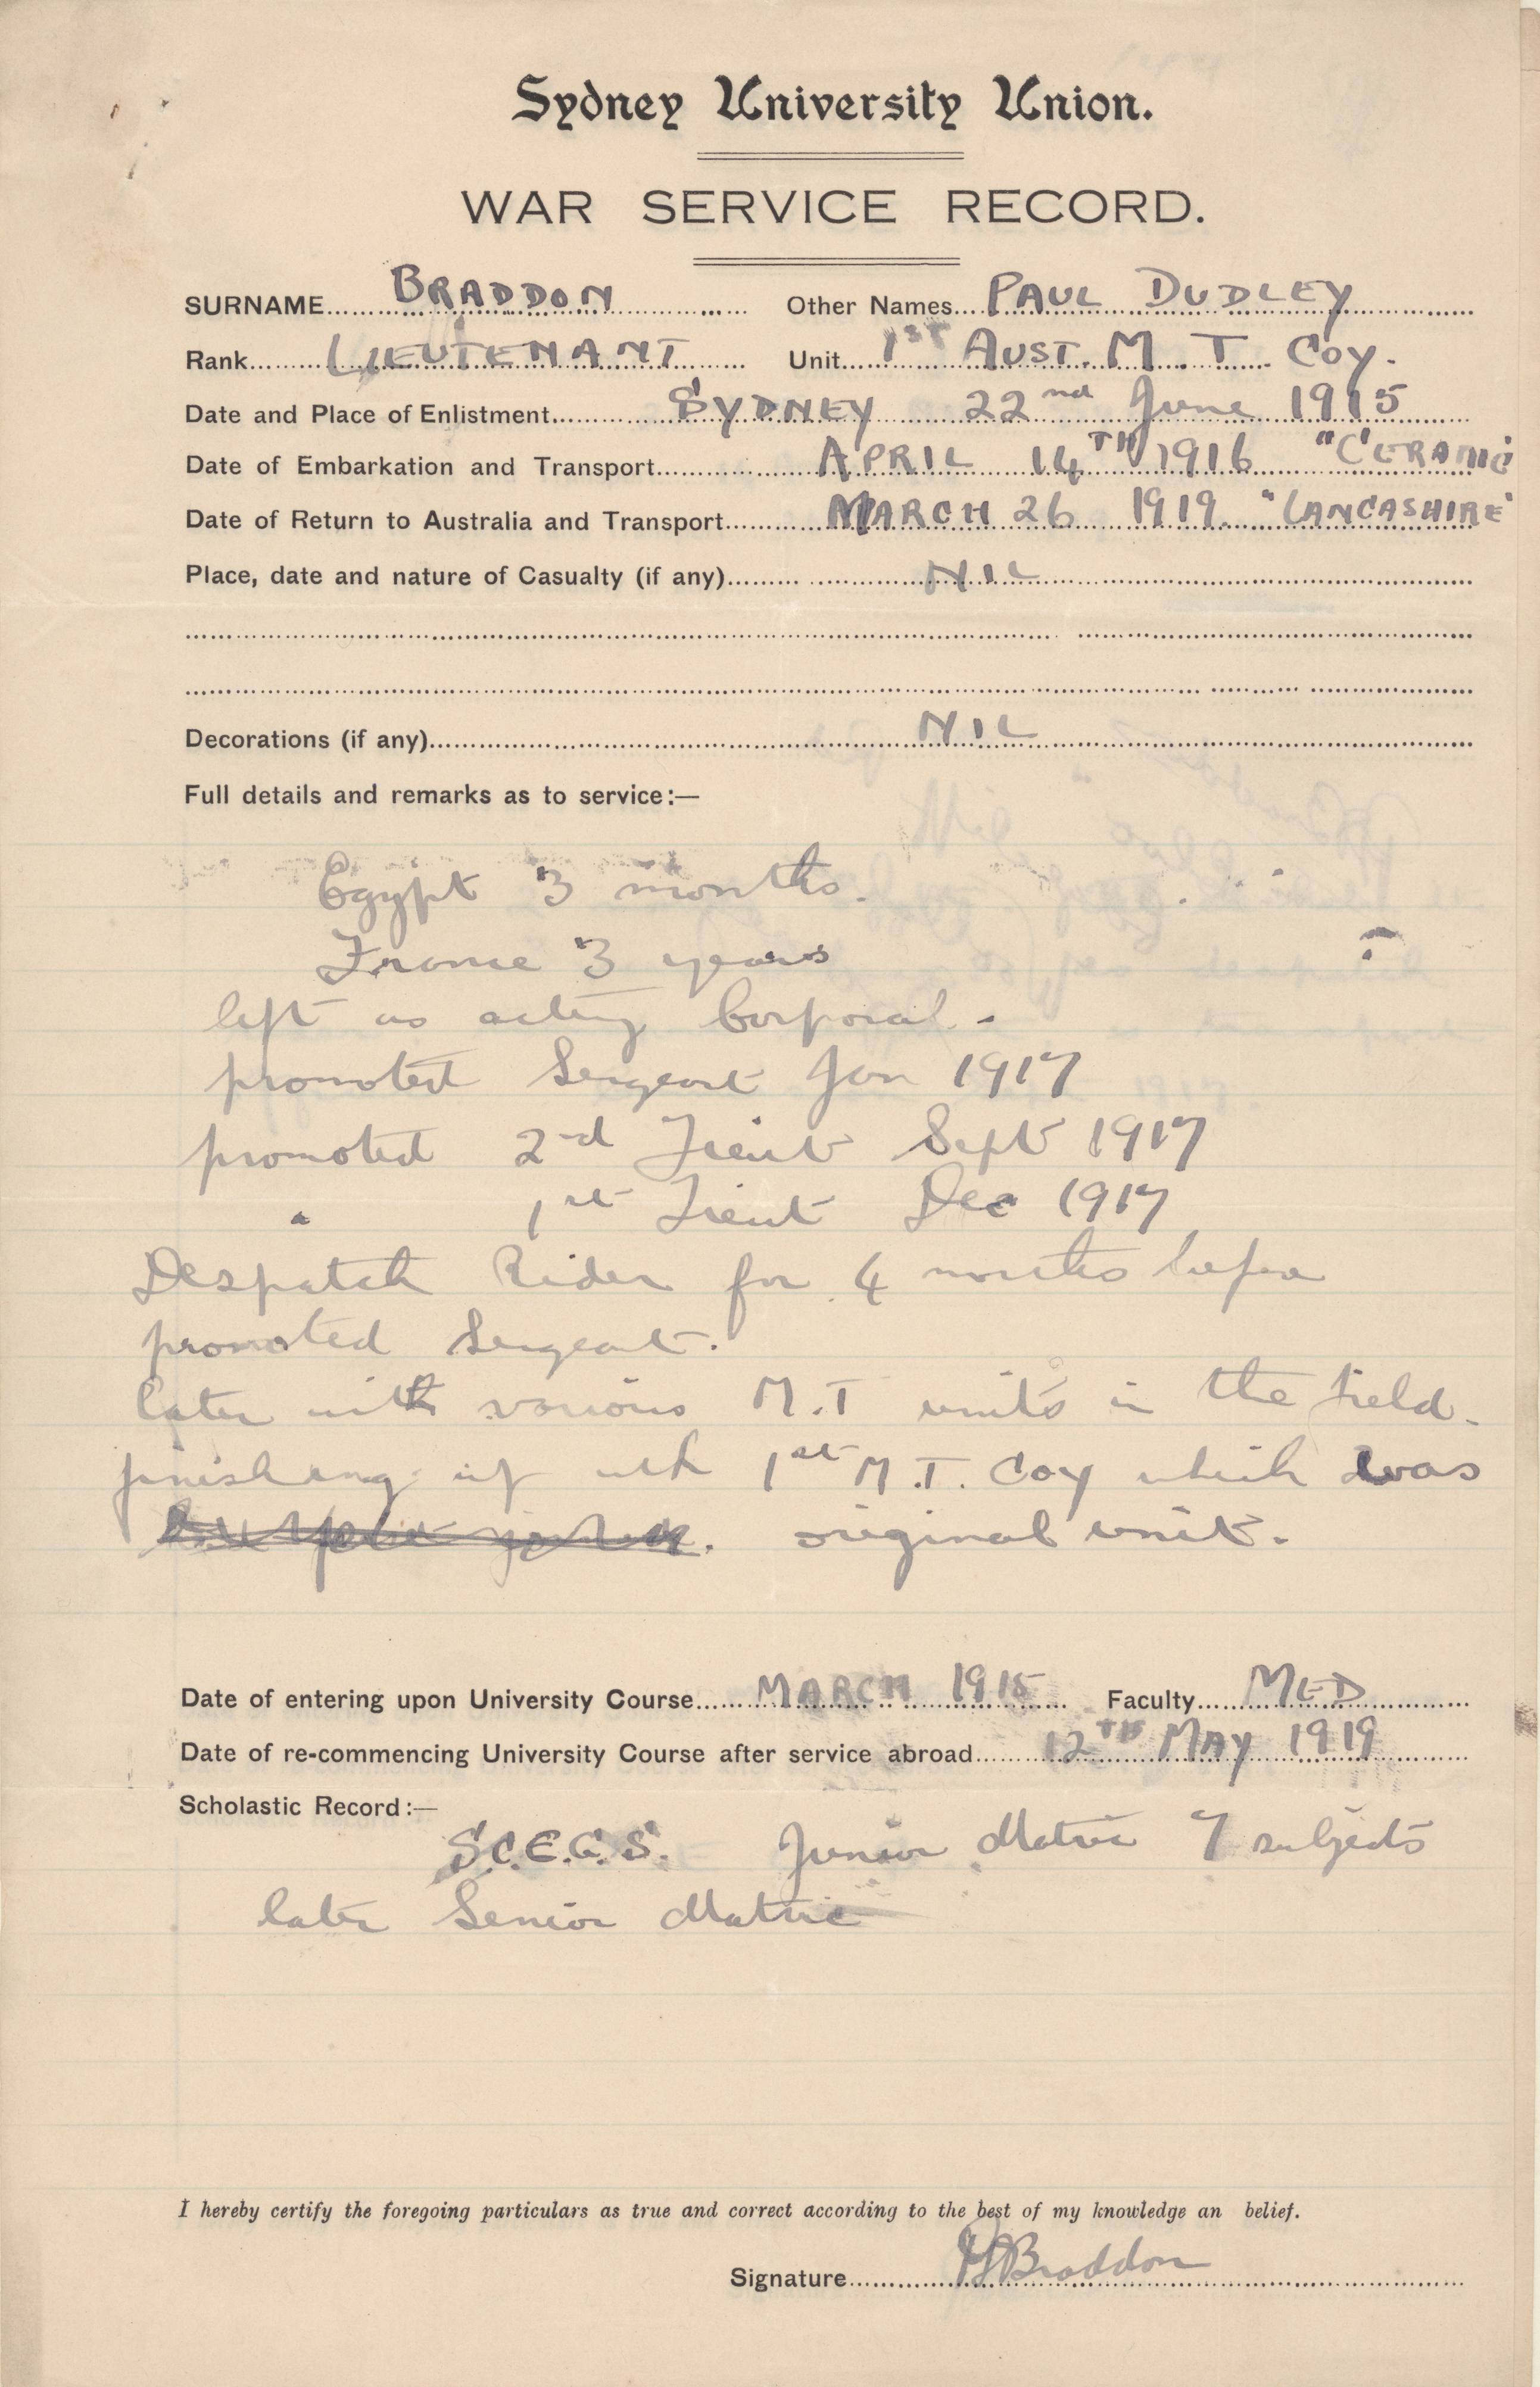 Sydney University Union.
WAR SERVICE RECORD.
SURNAME BRADDON Other Names PAUL DUDLEY
Rank LIEUTENANT Unit 1ST AUST. M. T. Coy.
Date and Place of Enlistment SYDNEY 22nd June 1915
Date of Embarkation and Transport APRIL 14TH 1916 "CERAMIC
Date of Return to Australia and Transport MARCH 26 1919 "LANCASHIRE"
Place, date and nature of Casualty (if any) NIL
Decorations (if any) NIL
Full details and remarks as to service:—
Egypt 3 months.
France 3 years
left as acting Corporal.
promoted Sergeant Jan 1917
promoted 2nd Lieut Sept 1917
" 1st Lieut Dec 1917
Despatch Rider for 4 months before
promoted Sergeant.
later with various M.T units in the field.
finishing up with 1st M.T. Coy which was
original unit.
Date of entering upon University Course MARCH 1915 Faculty MED
Date of re-commencing University Course after service abroad 12TH MAY 1919
Scholastic Record:—
S.C.E.G.S. Junior Matric 7 subjects
later Senior Matric
I hereby certify the foregoing particulars as true and correct according to the best of my knowledge an belief.
Signature PDBraddon